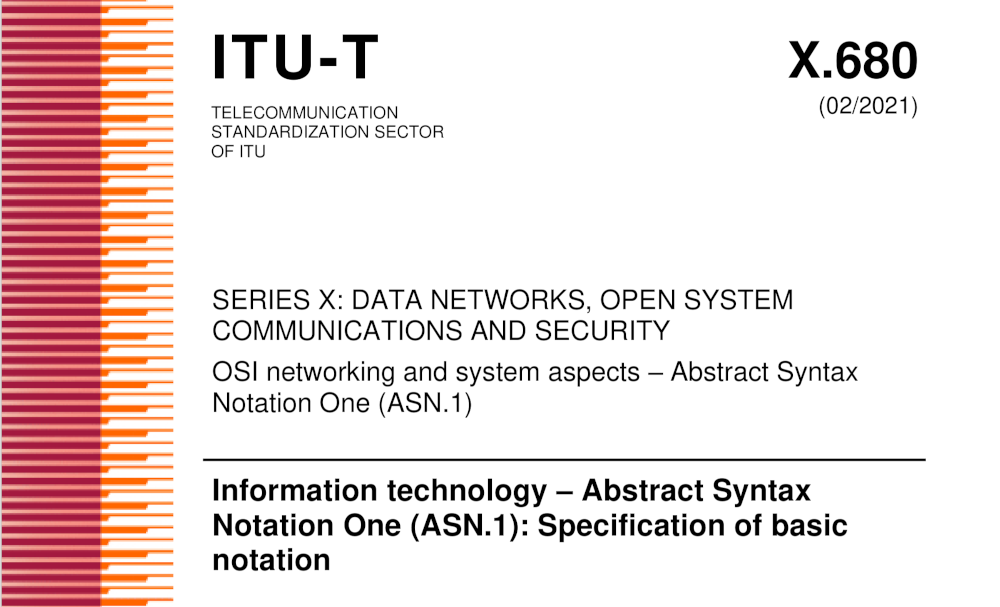 ITU-T
X.680
TELECOMMUNICATION
STANDARDIZATION SECTOR
OF ITU
(02/2021)
SERIES X: DATA NETWORKS, OPEN SYSTEM
COMMUNICATIONS AND SECURITY
OSI networking and system aspects – Abstract Syntax
Notation One (ASN.1)
Information technology – Abstract Syntax
Notation One (ASN.1): Specification of basic
notation